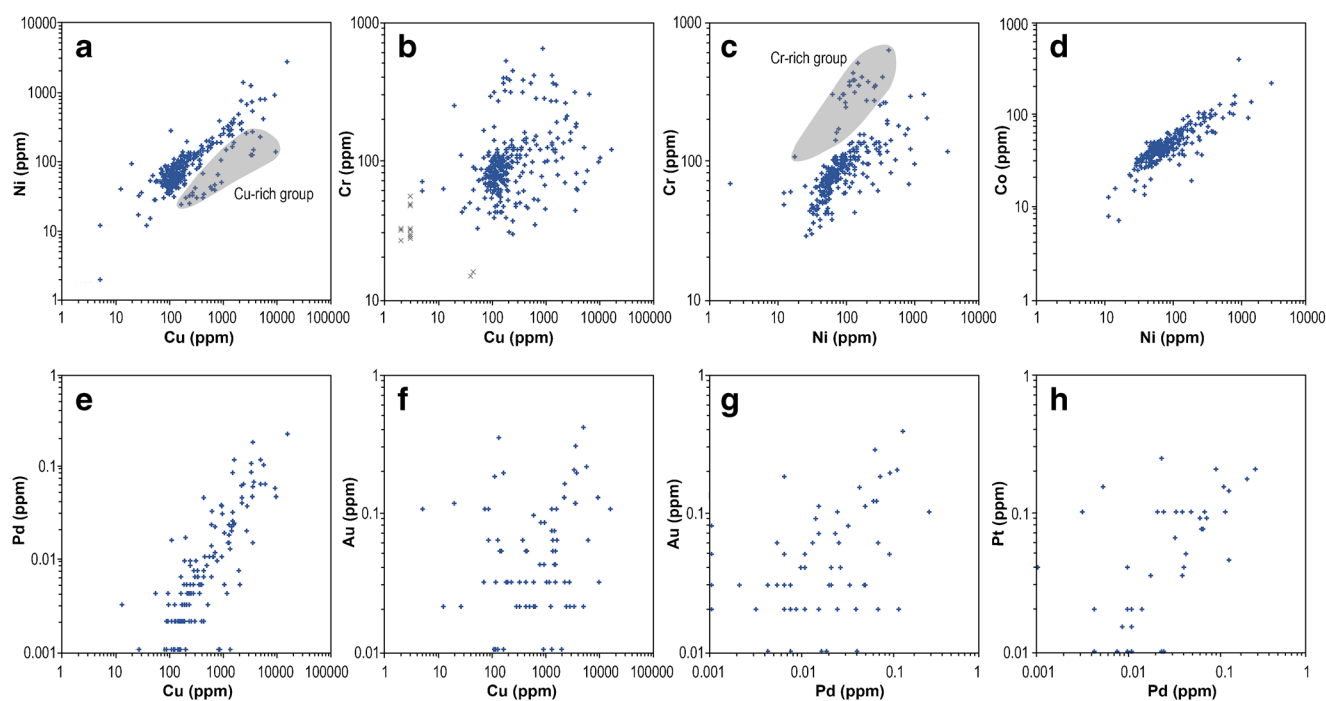 a
10000
1000
100
10
1
Ni (ppm)
Cu-rich group
1 10 100 1000 10000 100000
Cu (ppm)
b
1000
100
10
Cr (ppm)
1 10 100 1000 10000 100000
Cu (ppm)
c
1000
100
10
Cr (ppm)
Cr-rich group
1 10 100 1000 10000
Ni (ppm)
d
1000
100
10
1
Co (ppm)
1 10 100 1000 10000
Ni (ppm)
e
1
0.1
0.01
0.001
Pd (ppm)
1 10 100 1000 10000 100000
Cu (ppm)
f
1
0.1
0.01
Au (ppm)
1 10 100 1000 10000 100000
Cu (ppm)
g
1
0.1
0.01
Au (ppm)
0.001 0.01 0.1 1
Pd (ppm)
h
1
0.1
0.01
Pt (ppm)
0.001 0.01 0.1 1
Pd (ppm)